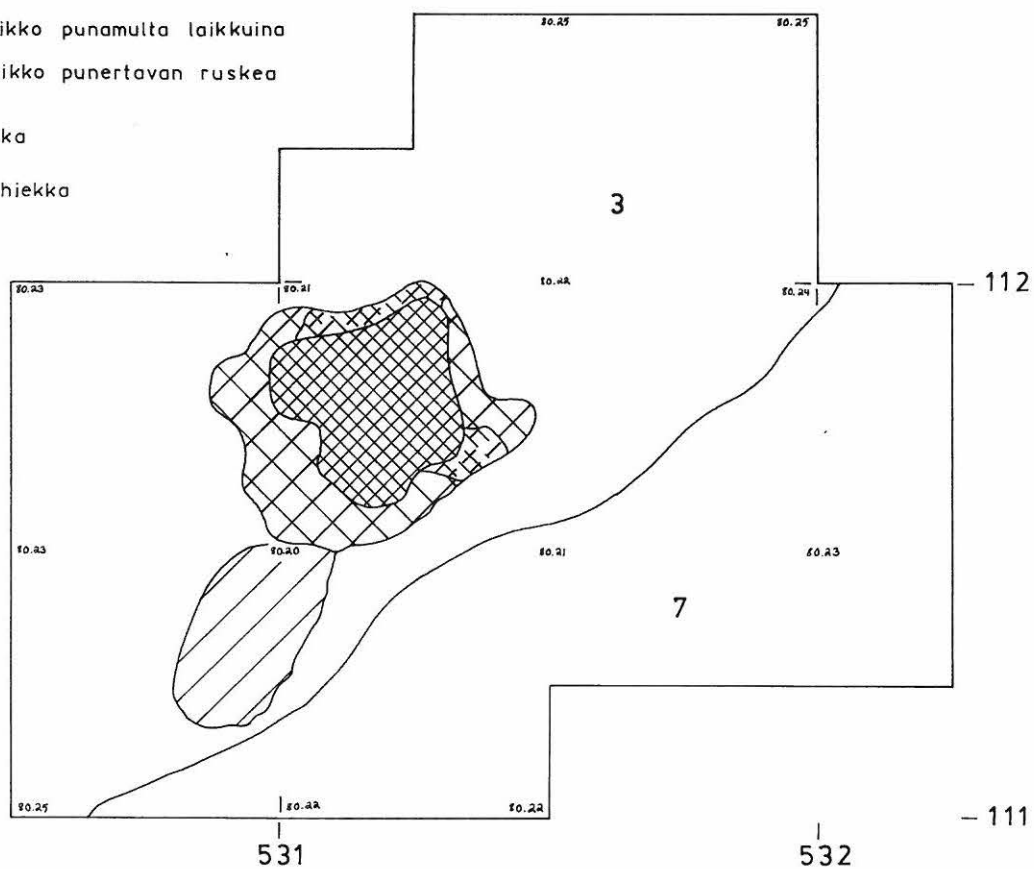 ikko punamulta laikkuina
ikko punertavan ruskea
ka
hiekka
80.25 80.25
3
80.23 80.21 80.22 80.24 112
80.23 80.20 80.21 80.23
7
80.25 80.22 80.22 111
531 532